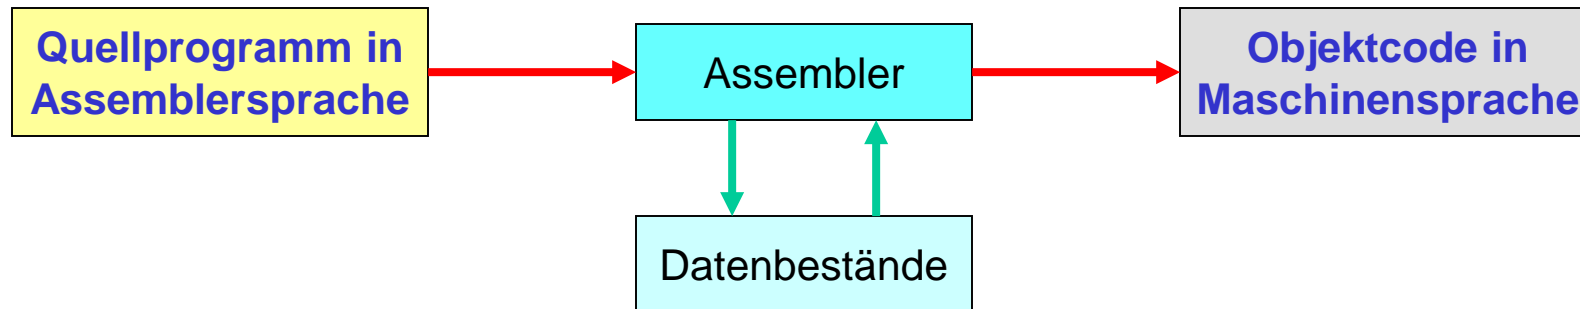 Quellprogramm in
Assemblersprache
Assembler
Objektcode in
Maschinensprache
Datenbestände